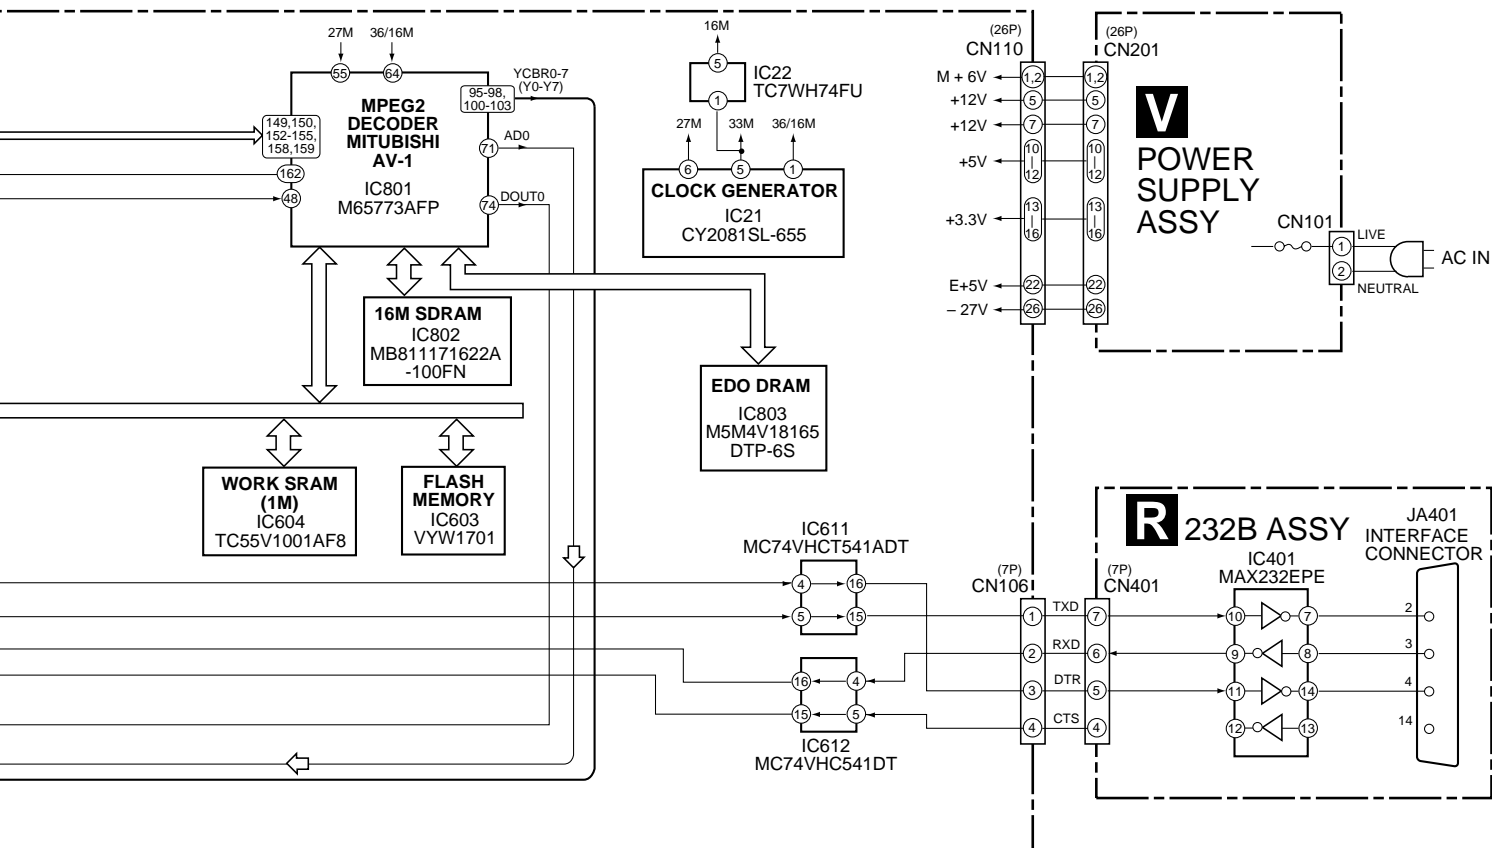 27M
36/16M
55
64
YCBR0-7
(Y0-Y7)
95-98,
100-103
MPEG2
DECODER
MITUBISHI
AV-1
IC801
M65773AFP
149,150,
152-155,
158,159
162
48
71
AD0
74
DOUT0
16M SDRAM
IC802
MB811171622A
-100FN
WORK SRAM
(1M)
IC604
TC55V1001AF8
FLASH
MEMORY
IC603
VYW1701
16M
5
1
IC22
TC7WH74FU
27M
33M
36/16M
6
5
1
CLOCK GENERATOR
IC21
CY2081SL-655
EDO DRAM
IC803
M5M4V18165
DTP-6S
(26P)
CN110
(26P)
CN201
M + 6V
1,2
1,2
+12V
5
5
+12V
7
7
+5V
10
12
10
12
+3.3V
13
16
13
16
E+5V
22
22
– 27V
26
26
V
POWER
SUPPLY
ASSY
CN101
1
LIVE
2
NEUTRAL
AC IN
IC611
MC74VHCT541ADT
4
16
5
15
16
4
15
5
IC612
MC74VHC541DT
(7P)
CN106
(7P)
CN401
1
TXD
7
2
RXD
6
3
DTR
5
4
CTS
4
R
232B ASSY
IC401
MAX232EPE
10
7
9
8
11
14
12
13
JA401
INTERFACE
CONNECTOR
2
3
4
14